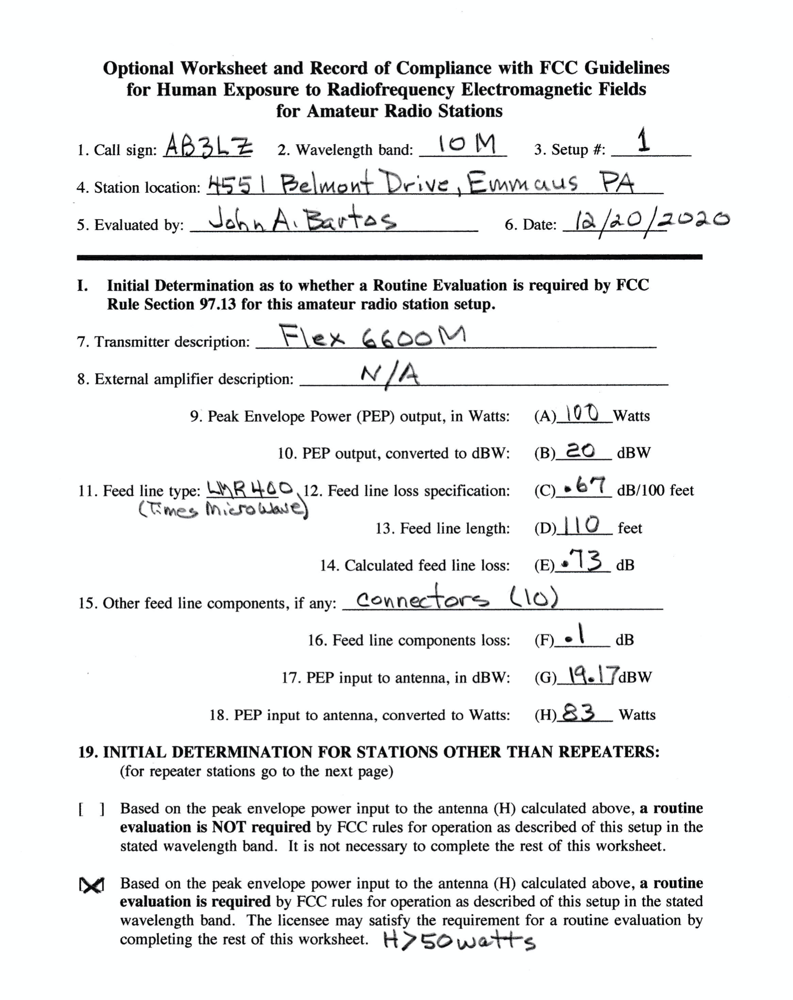 Optional Worksheet and Record of Compliance with FCC Guidelines
for Human Exposure to Radiofrequency Electromagnetic Fields
for Amateur Radio Stations
1. Call sign: AB3LZ 2. Wavelength band: 10 M 3. Setup #: 1
4. Station location: 4551 Belmont Drive, Emmaus PA
5. Evaluated by: John A. Bartos 6. Date: 12/20/2020
I. Initial Determination as to whether a Routine Evaluation is required by FCC
Rule Section 97.13 for this amateur radio station setup.
7. Transmitter description: Flex 6600M
8. External amplifier description: N/A
9. Peak Envelope Power (PEP) output, in Watts: (A) 100 Watts
10. PEP output, converted to dBW: (B) 20 dBW
11. Feed line type: LMR400, 12. Feed line loss specification: (C) .67 dB/100 feet
(Times Microwave)
13. Feed line length: (D) 110 feet
14. Calculated feed line loss: (E) .73 dB
15. Other feed line components, if any: Connectors (10)
16. Feed line components loss: (F) .1 dB
17. PEP input to antenna, in dBW: (G) 19.17 dBW
18. PEP input to antenna, converted to Watts: (H) 83 Watts
19. INITIAL DETERMINATION FOR STATIONS OTHER THAN REPEATERS:
(for repeater stations go to the next page)
[ ] Based on the peak envelope power input to the antenna (H) calculated above, a routine
evaluation is NOT required by FCC rules for operation as described of this setup in the
stated wavelength band. It is not necessary to complete the rest of this worksheet.
[X] Based on the peak envelope power input to the antenna (H) calculated above, a routine
evaluation is required by FCC rules for operation as described of this setup in the stated
wavelength band. The licensee may satisfy the requirement for a routine evaluation by
completing the rest of this worksheet. H>50watts